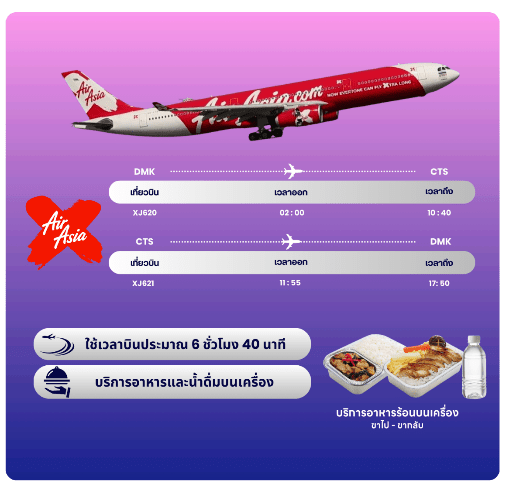 Air
Asia
AirAsia.com
NOW EVERYONE CAN FLY XTRA LONG
DMK
CTS
เที่ยวบิน
เวลาออก
เวลาถึง
XJ620
02 : 00
10 : 40
Air
Asia
CTS
DMK
เที่ยวบิน
เวลาออก
เวลาถึง
XJ621
11 : 55
17: 50
ใช้เวลาบินประมาณ 6 ชั่วโมง 40 นาที
บริการอาหารและน้ำดื่มบนเครื่อง
บริการอาหารร้อนบนเครื่อง
ขาไป - ขากลับ